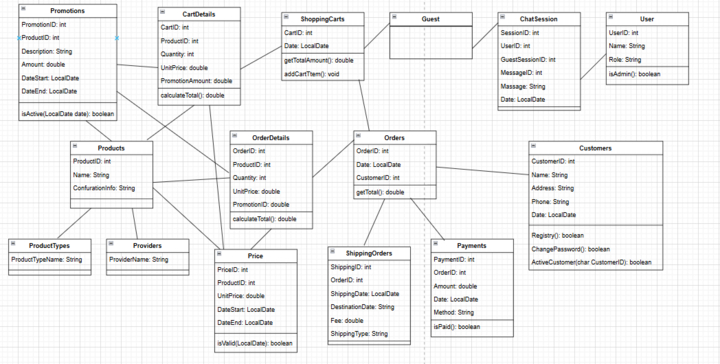 Promotions
PromotionID: int
ProductID: int
Description: String
Amount: double
DateStart: LocalDate
DateEnd: LocalDate
isActive(LocalDate date): boolean
CartDetails
CartID: int
ProductID: int
Quantity: int
UnitPrice: double
PromotionAmount: double
calculateTotal(): double
ShoppingCarts
CartID: int
Date: LocalDate
getTotalAmount(): double
addCartTtem(): void
Guest
ChatSession
SessionID: int
UserID: int
GuestSessionID: int
MessageID: int
Massage: String
Date: LocalDate
User
UserID: int
Name: String
Role: String
isAdmin(): boolean
Products
ProductID: int
Name: String
ConfurationInfo: String
OrderDetails
OrderID: int
ProductID: int
Quantity: int
UnitPrice: double
PromotionID: double
calculateTotal(): double
Orders
OrderID: int
Date: LocalDate
CustomerID: int
getTotal(): double
Customers
CustomerID: int
Name: String
Address: String
Phone: String
Date: LocalDate
Registry(): boolean
ChangePassword(): boolean
ActiveCustomer(char CustomerID): boolean
ProductTypes
ProductTypeName: String
Providers
ProviderName: String
Price
PriceID: int
ProductID: int
UnitPrice: double
DateStart: LocalDate
DateEnd: LocalDate
isValid(LocalDate): boolean
ShippingOrders
ShippingID: int
OrderID: int
ShippingDate: LocalDate
DestinationDate: String
Fee: double
ShippingType: String
Payments
PaymentID: int
OrderID: int
Amount: double
Date: LocalDate
Method: String
isPaid(): boolean